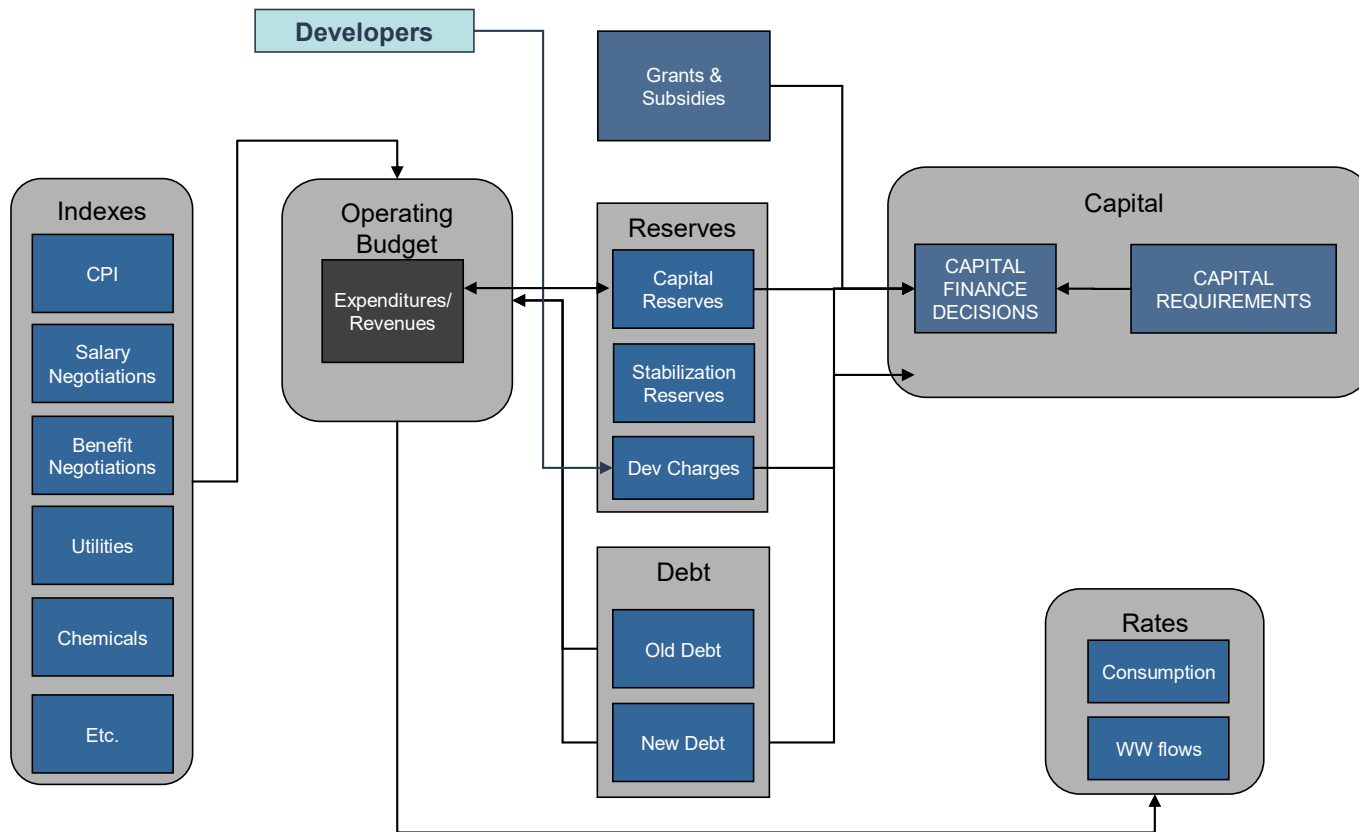 Developers
Grants &
Subsidies
Indexes
CPI
Salary
Negotiations
Benefit
Negotiations
Utilities
Chemicals
Etc.
Operating
Budget
Expenditures/
Revenues
Reserves
Capital
Reserves
Stabilization
Reserves
Dev Charges
Debt
Old Debt
New Debt
Capital
CAPITAL
FINANCE
DECISIONS
CAPITAL
REQUIREMENTS
Rates
Consumption
WW flows